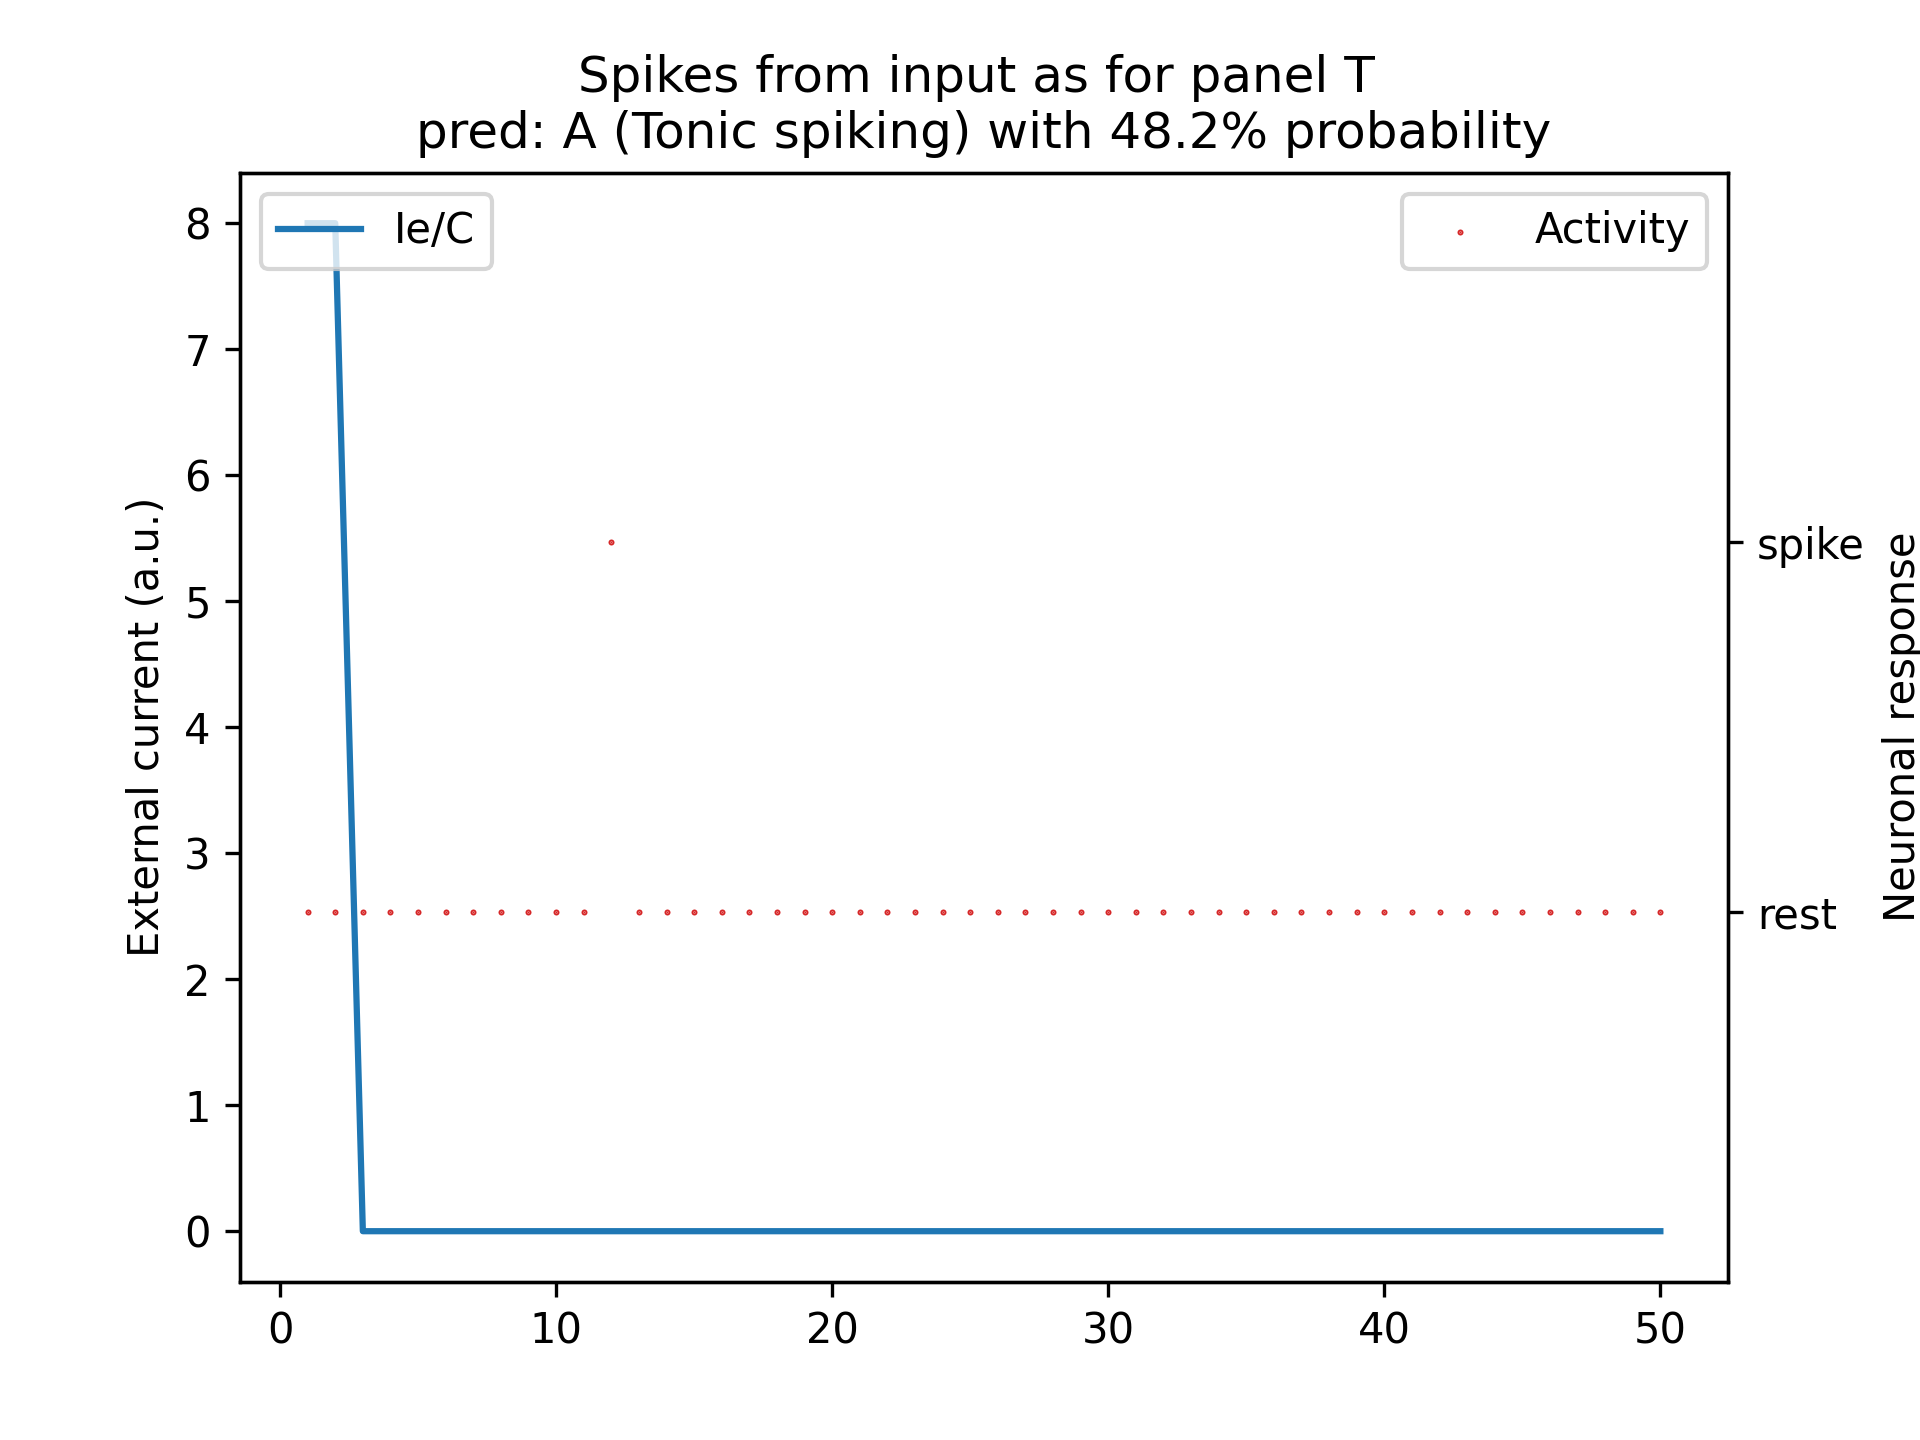 Spikes from input as for panel T
pred: A (Tonic spiking) with 48.2% probability
Ie/C
Activity
8
7
6
5
4
3
2
1
0
External current (a.u.)
spike
rest
Neuronal response
0 10 20 30 40 50